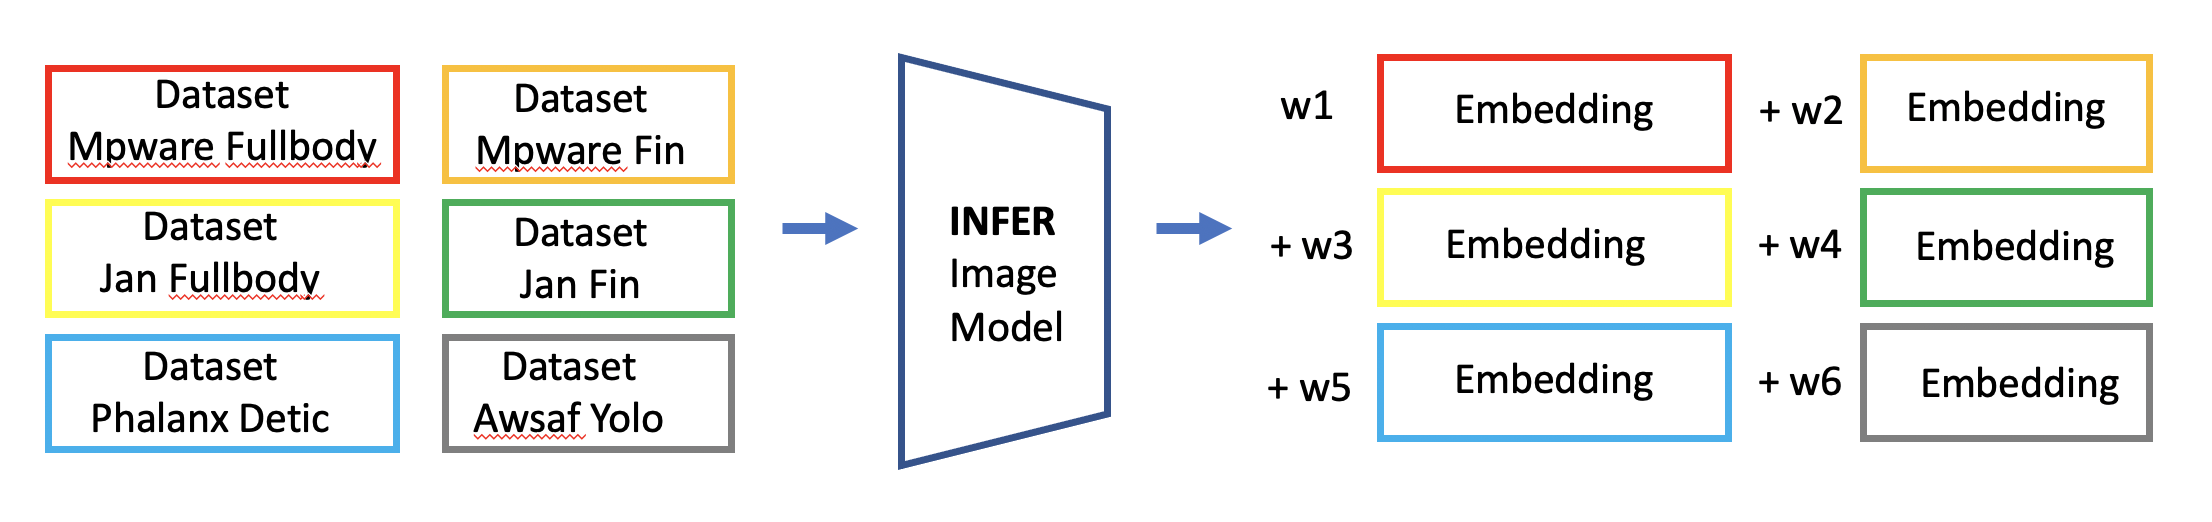 Dataset
Mpware Fullbody
Dataset
Mpware Fin
Dataset
Jan Fullbody
Dataset
Jan Fin
Dataset
Phalanx Detic
Dataset
Awsaf Yolo
INFER
Image
Model
w1
Embedding
+ w2
Embedding
+ w3
Embedding
+ w4
Embedding
+ w5
Embedding
+ w6
Embedding